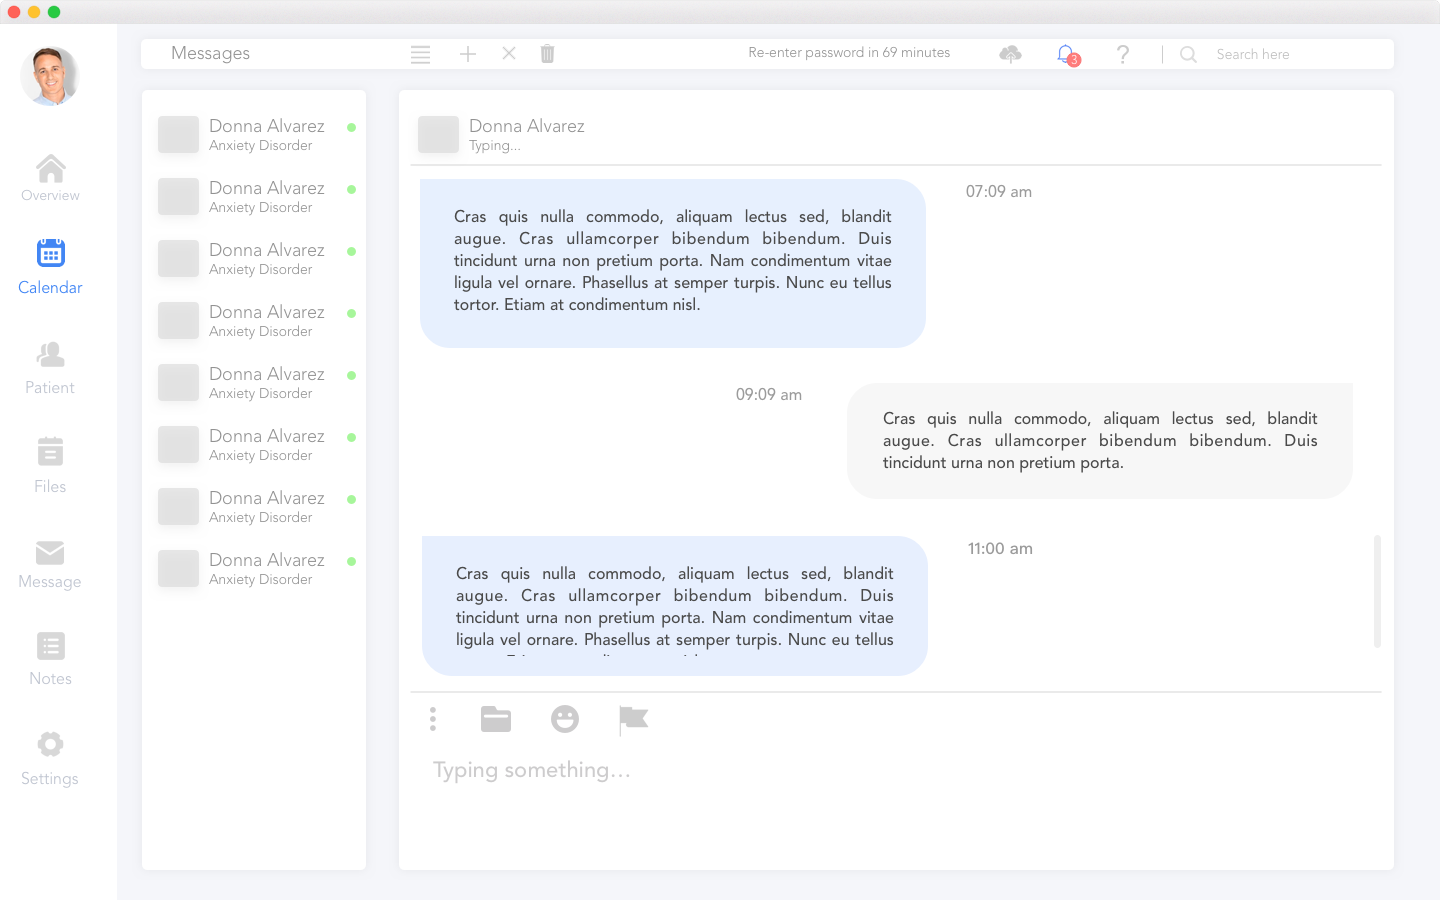 Messages
Re-enter password in 69 minutes
3
?
Search here
Overview
Calendar
Patient
Files
Message
Notes
Settings
Donna Alvarez
Anxiety Disorder
Donna Alvarez
Anxiety Disorder
Donna Alvarez
Anxiety Disorder
Donna Alvarez
Anxiety Disorder
Donna Alvarez
Anxiety Disorder
Donna Alvarez
Anxiety Disorder
Donna Alvarez
Anxiety Disorder
Donna Alvarez
Anxiety Disorder
Donna Alvarez
Typing...
07:09 am
Cras quis nulla commodo, aliquam lectus sed, blandit
augue. Cras ullamcorper bibendum bibendum. Duis
tincidunt urna non pretium porta. Nam condimentum vitae
ligula vel ornare. Phasellus at semper turpis. Nunc eu tellus
tortor. Etiam at condimentum nisl.
09:09 am
Cras quis nulla commodo, aliquam lectus sed, blandit
augue. Cras ullamcorper bibendum bibendum. Duis
tincidunt urna non pretium porta.
11:00 am
Cras quis nulla commodo, aliquam lectus sed, blandit
augue. Cras ullamcorper bibendum bibendum. Duis
tincidunt urna non pretium porta. Nam condimentum vitae
ligula vel ornare. Phasellus at semper turpis. Nunc eu tellus
Typing something...